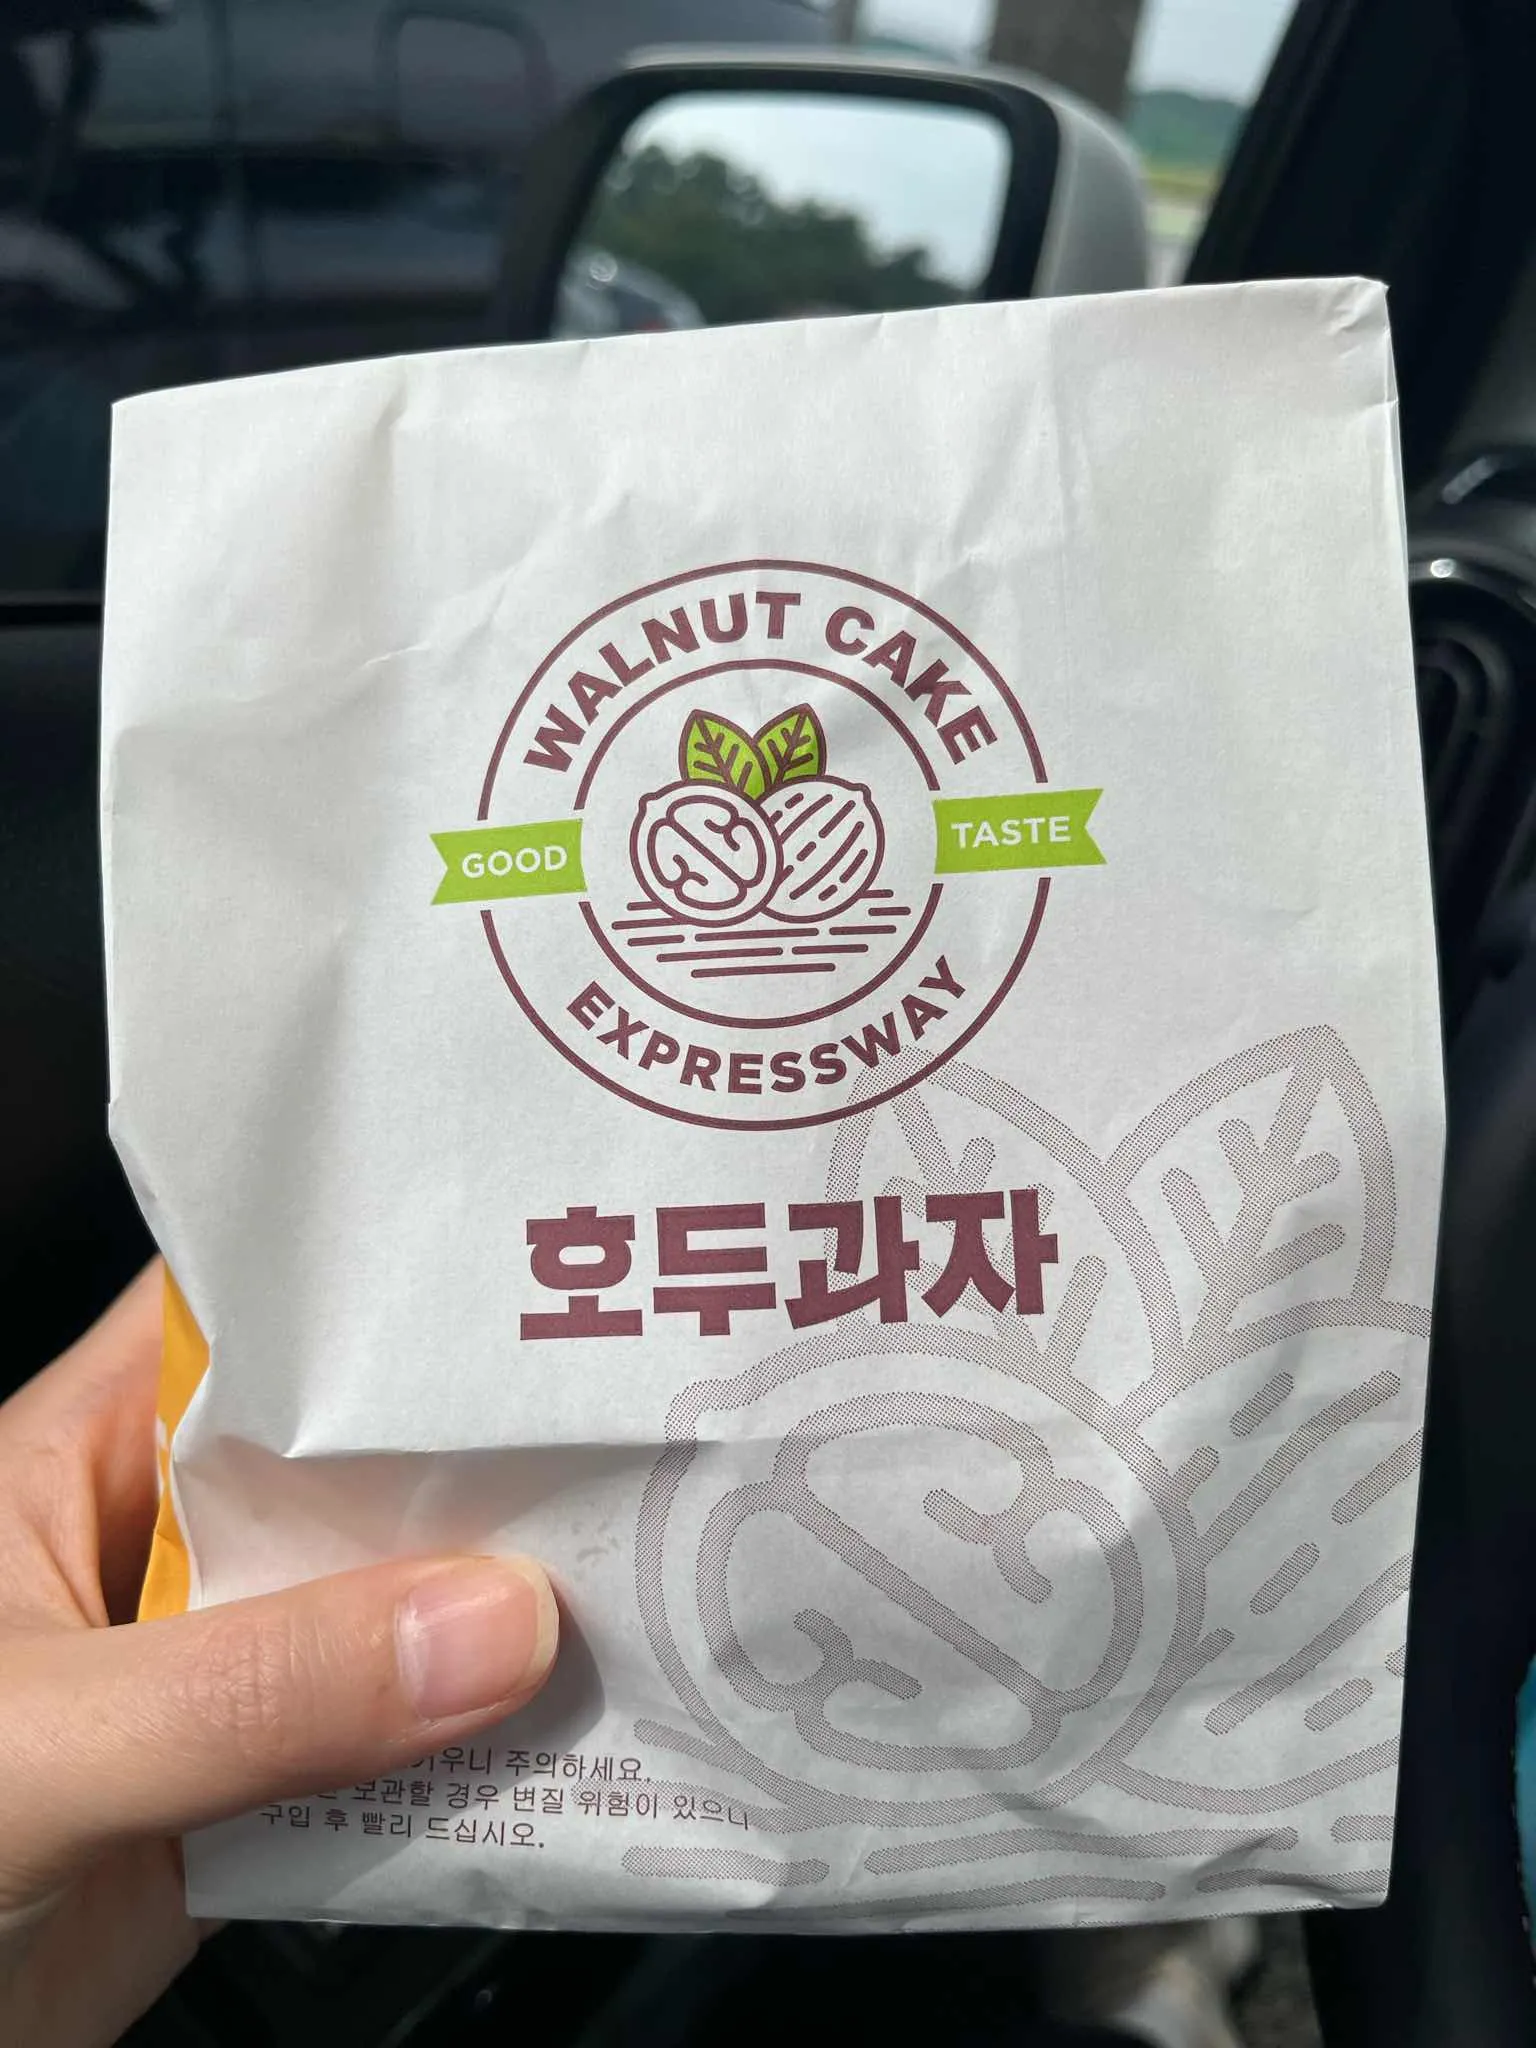 WALNUT CAKE
GOOD
TASTE
EXPRESSWAY
호두과자
주의하세요.
보관할 경우 변질 위험이 있으니
구입 후 빨리 드십시오.